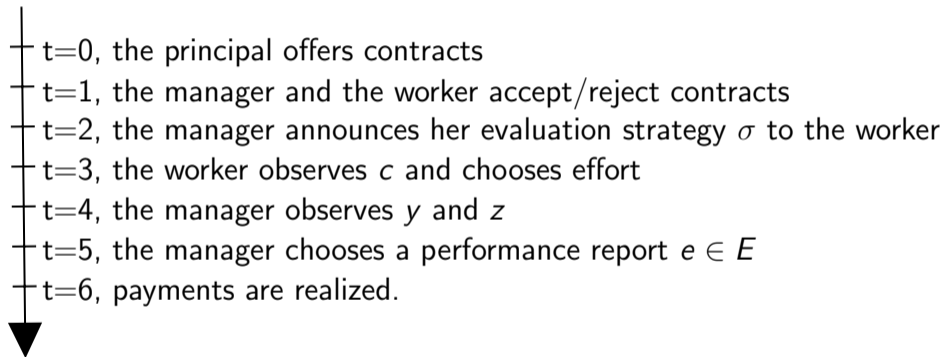 t=0, the principal offers contracts
t=1, the manager and the worker accept/reject contracts
t=2, the manager announces her evaluation strategy σ to the worker
t=3, the worker observes c and chooses effort
t=4, the manager observes y and z
t=5, the manager chooses a performance report e ∈ E
t=6, payments are realized.